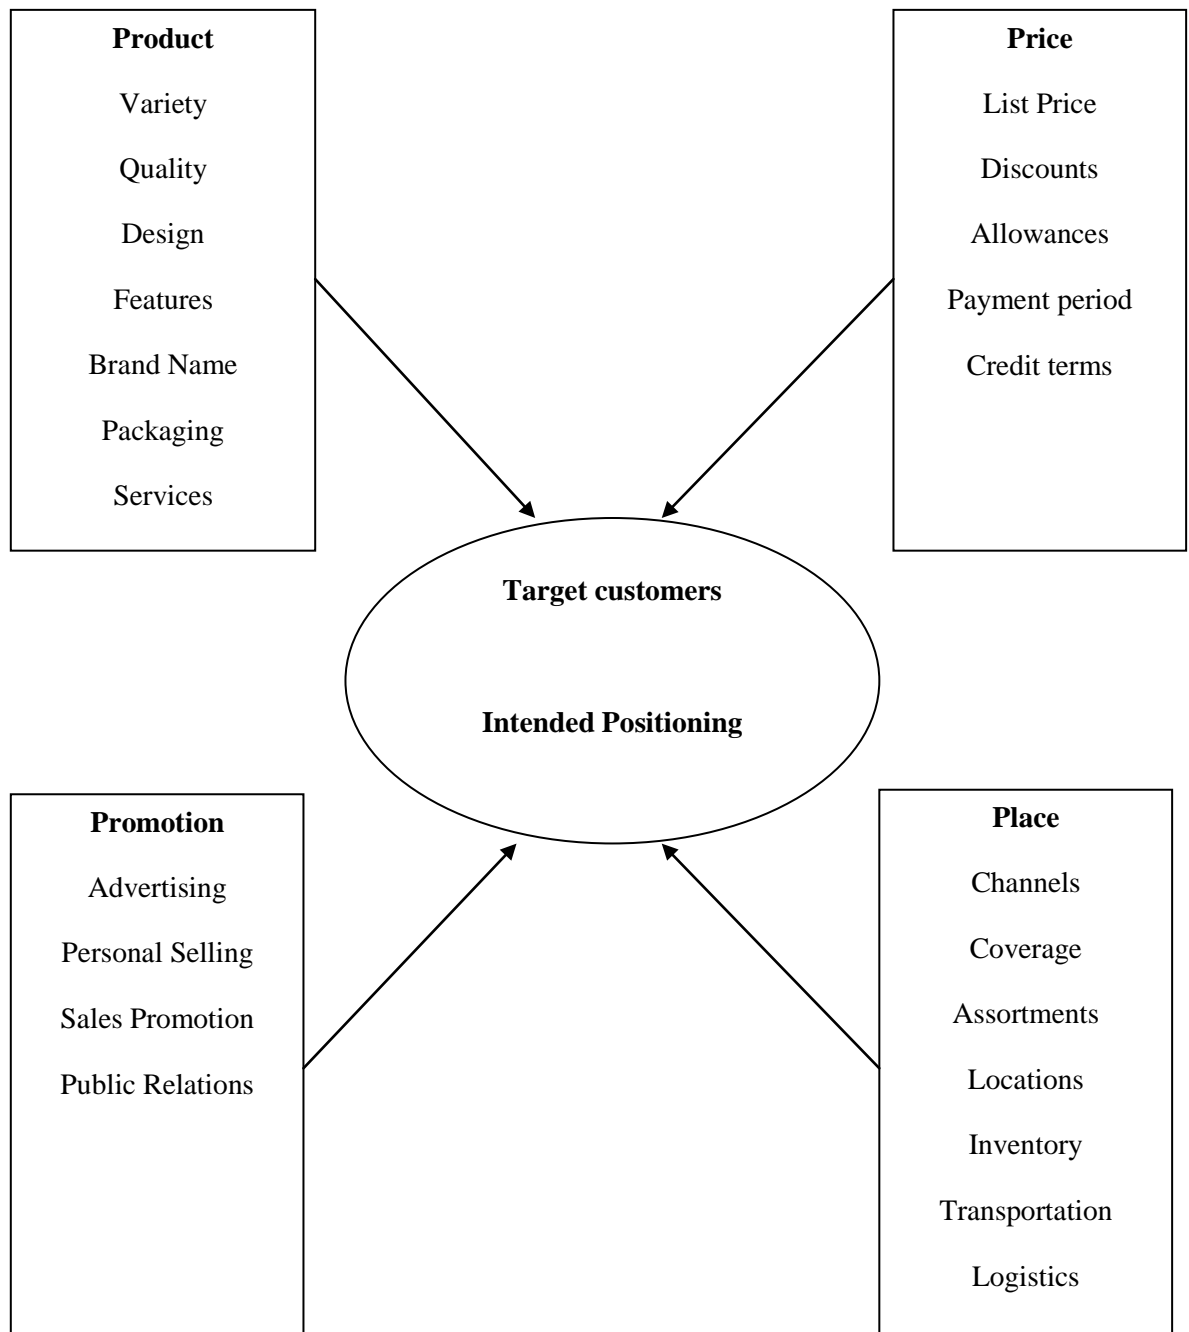 Product
Variety
Quality
Design
Features
Brand Name
Packaging
Services
Price
List Price
Discounts
Allowances
Payment period
Credit terms
Target customers
Intended Positioning
Promotion
Advertising
Personal Selling
Sales Promotion
Public Relations
Place
Channels
Coverage
Assortments
Locations
Inventory
Transportation
Logistics